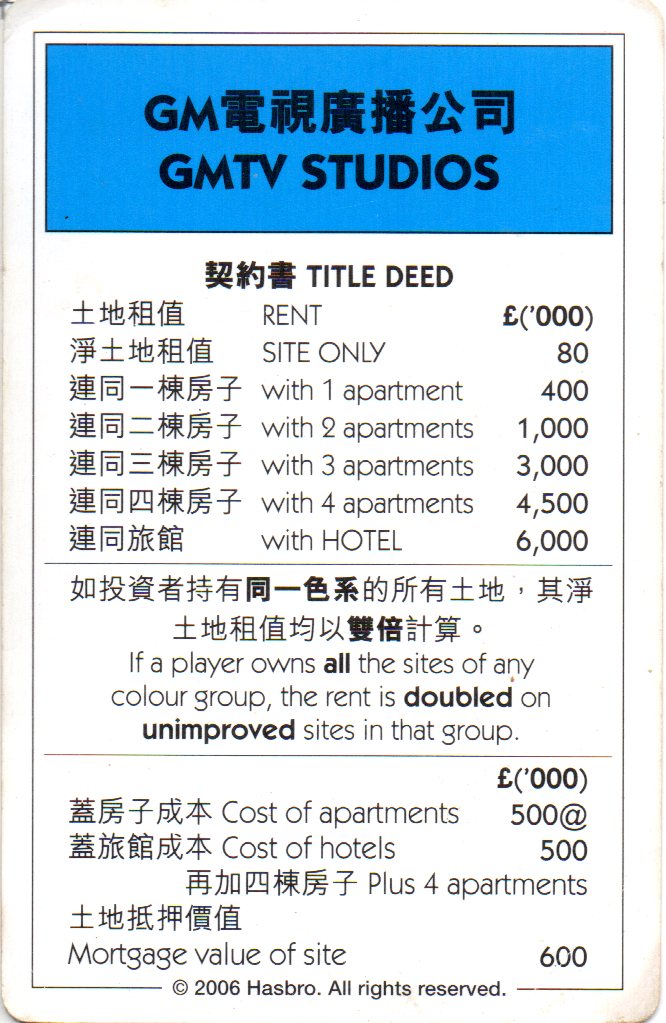 GM電視廣播公司
GMTV STUDIOS
契約書 TITLE DEED
土地租值 RENT £('000)
淨土地租值 SITE ONLY 80
連同一棟房子 with 1 apartment 400
連同二棟房子 with 2 apartments 1,000
連同三棟房子 with 3 apartments 3,000
連同四棟房子 with 4 apartments 4,500
連同旅館 with HOTEL 6,000
如投資者持有同一色系的所有土地，其淨
土地租值均以雙倍計算。
If a player owns all the sites of any
colour group, the rent is doubled on
unimproved sites in that group.
£('000)
蓋房子成本 Cost of apartments 500@
蓋旅館成本 Cost of hotels 500
再加四棟房子 Plus 4 apartments
土地抵押價值
Mortgage value of site 600
© 2006 Hasbro. All rights reserved.